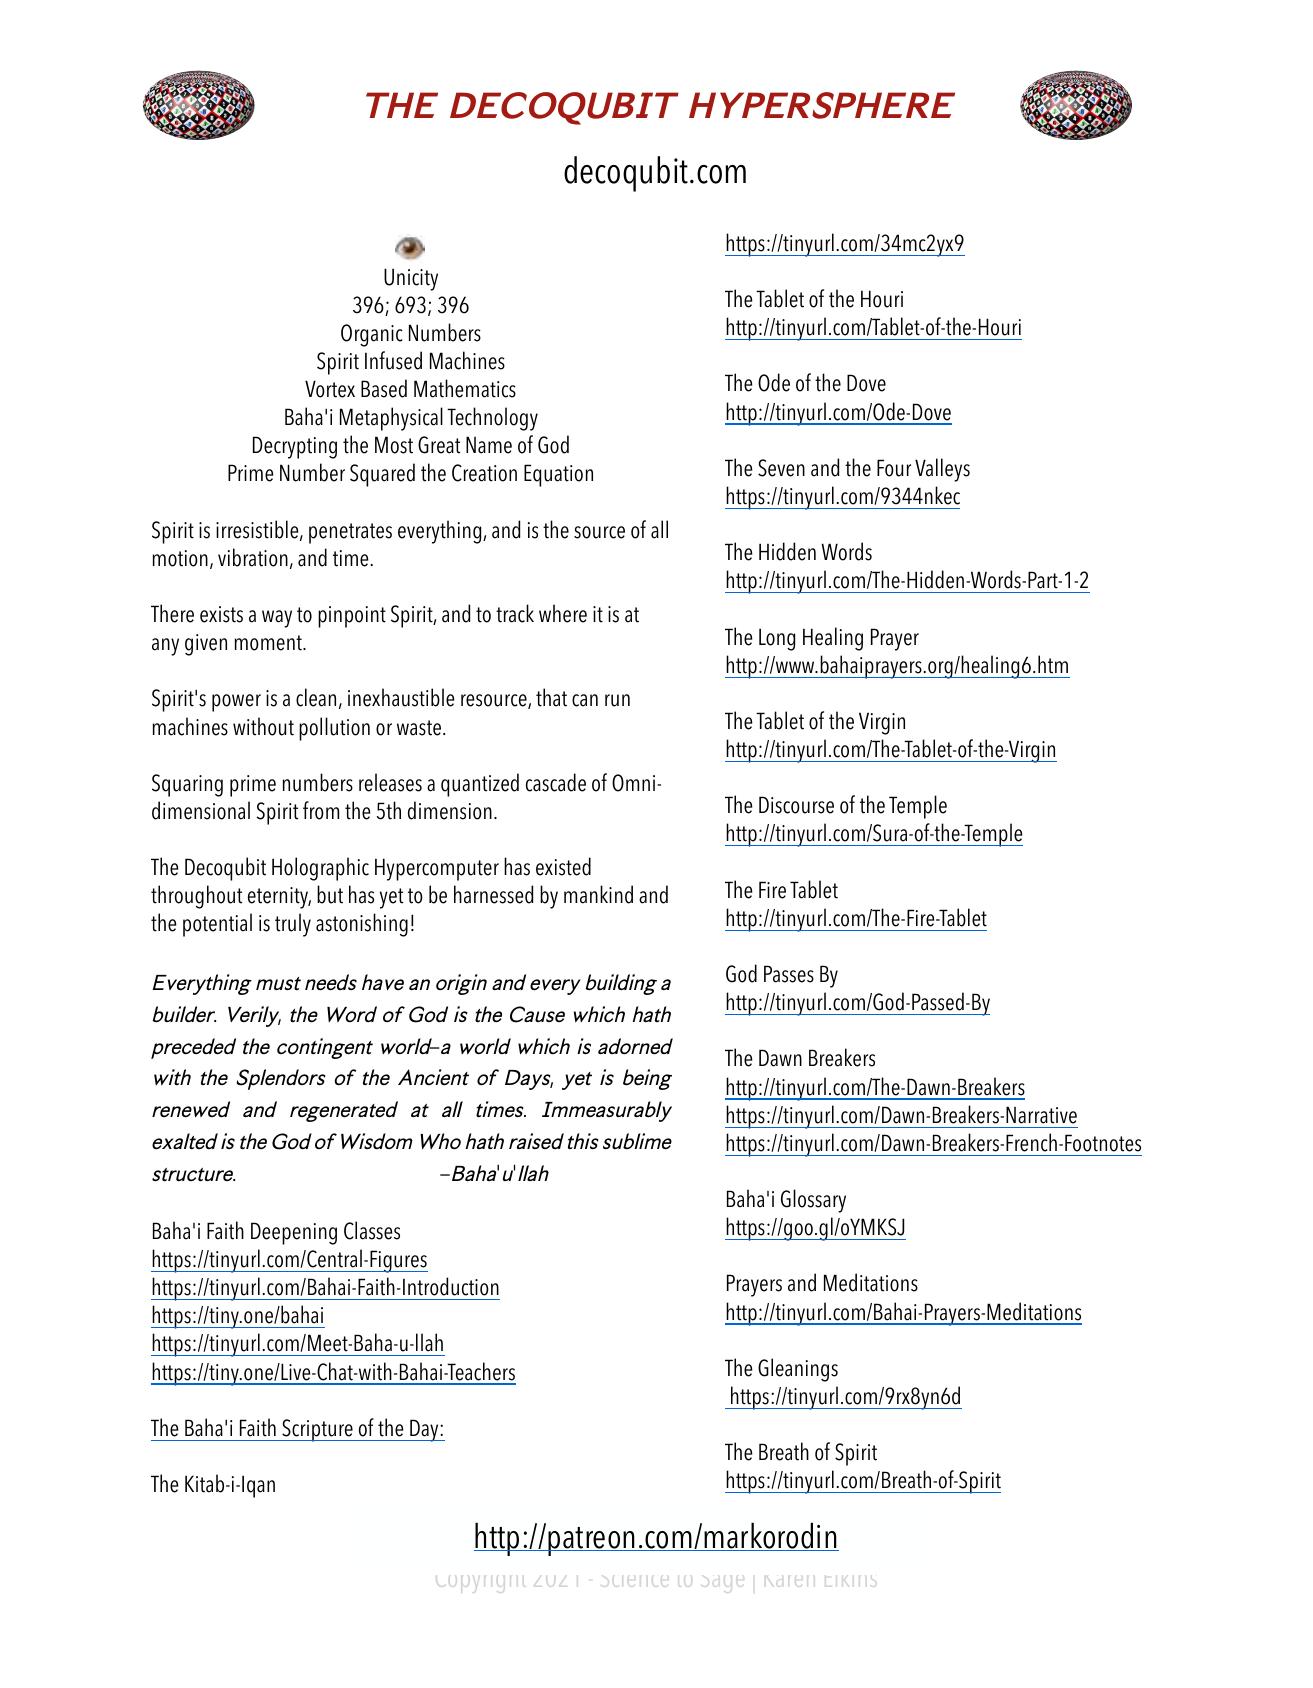 THE DECOQUBIT HYPERSPHERE
decoqubit.com
Unicity
396; 693; 396
Organic Numbers
Spirit Infused Machines
Vortex Based Mathematics
Baha'i Metaphysical Technology
Decrypting the Most Great Name of God
Prime Number Squared the Creation Equation
Spirit is irresistible, penetrates everything, and is the source of all
motion, vibration, and time.
There exists a way to pinpoint Spirit, and to track where it is at
any given moment.
Spirit's power is a clean, inexhaustible resource, that can run
machines without pollution or waste.
Squaring prime numbers releases a quantized cascade of Omni-
dimensional Spirit from the 5th dimension.
The Decoqubit Holographic Hypercomputer has existed
throughout eternity, but has yet to be harnessed by mankind and
the potential is truly astonishing!
Everything must needs have an origin and every building a
builder. Verily, the Word of God is the Cause which hath
preceded the contingent world—a world which is adorned
with the Splendors of the Ancient of Days, yet is being
renewed and regenerated at all times. Immeasurably
exalted is the God of Wisdom Who hath raised this sublime
structure. —Baha'u'llah
Baha'i Faith Deepening Classes
https://tinyurl.com/Central-Figures
https://tinyurl.com/Bahai-Faith-Introduction
https://tiny.one/bahai
https://tinyurl.com/Meet-Baha-u-llah
https://tiny.one/Live-Chat-with-Bahai-Teachers
The Baha'i Faith Scripture of the Day:
The Kitab-i-Iqan
https://tinyurl.com/34mc2yx9
The Tablet of the Houri
http://tinyurl.com/Tablet-of-the-Houri
The Ode of the Dove
http://tinyurl.com/Ode-Dove
The Seven and the Four Valleys
https://tinyurl.com/9344nkec
The Hidden Words
http://tinyurl.com/The-Hidden-Words-Part-1-2
The Long Healing Prayer
http://www.bahaiprayers.org/healing6.htm
The Tablet of the Virgin
http://tinyurl.com/The-Tablet-of-the-Virgin
The Discourse of the Temple
http://tinyurl.com/Sura-of-the-Temple
The Fire Tablet
http://tinyurl.com/The-Fire-Tablet
God Passes By
http://tinyurl.com/God-Passed-By
The Dawn Breakers
http://tinyurl.com/The-Dawn-Breakers
https://tinyurl.com/Dawn-Breakers-Narrative
https://tinyurl.com/Dawn-Breakers-French-Footnotes
Baha'i Glossary
https://goo.gl/oYMKSJ
Prayers and Meditations
http://tinyurl.com/Bahai-Prayers-Meditations
The Gleanings
https://tinyurl.com/9rx8yn6d
The Breath of Spirit
https://tinyurl.com/Breath-of-Spirit
http://patreon.com/markorodin
Copyright 2021 - Science to Sage | Karen Elkins